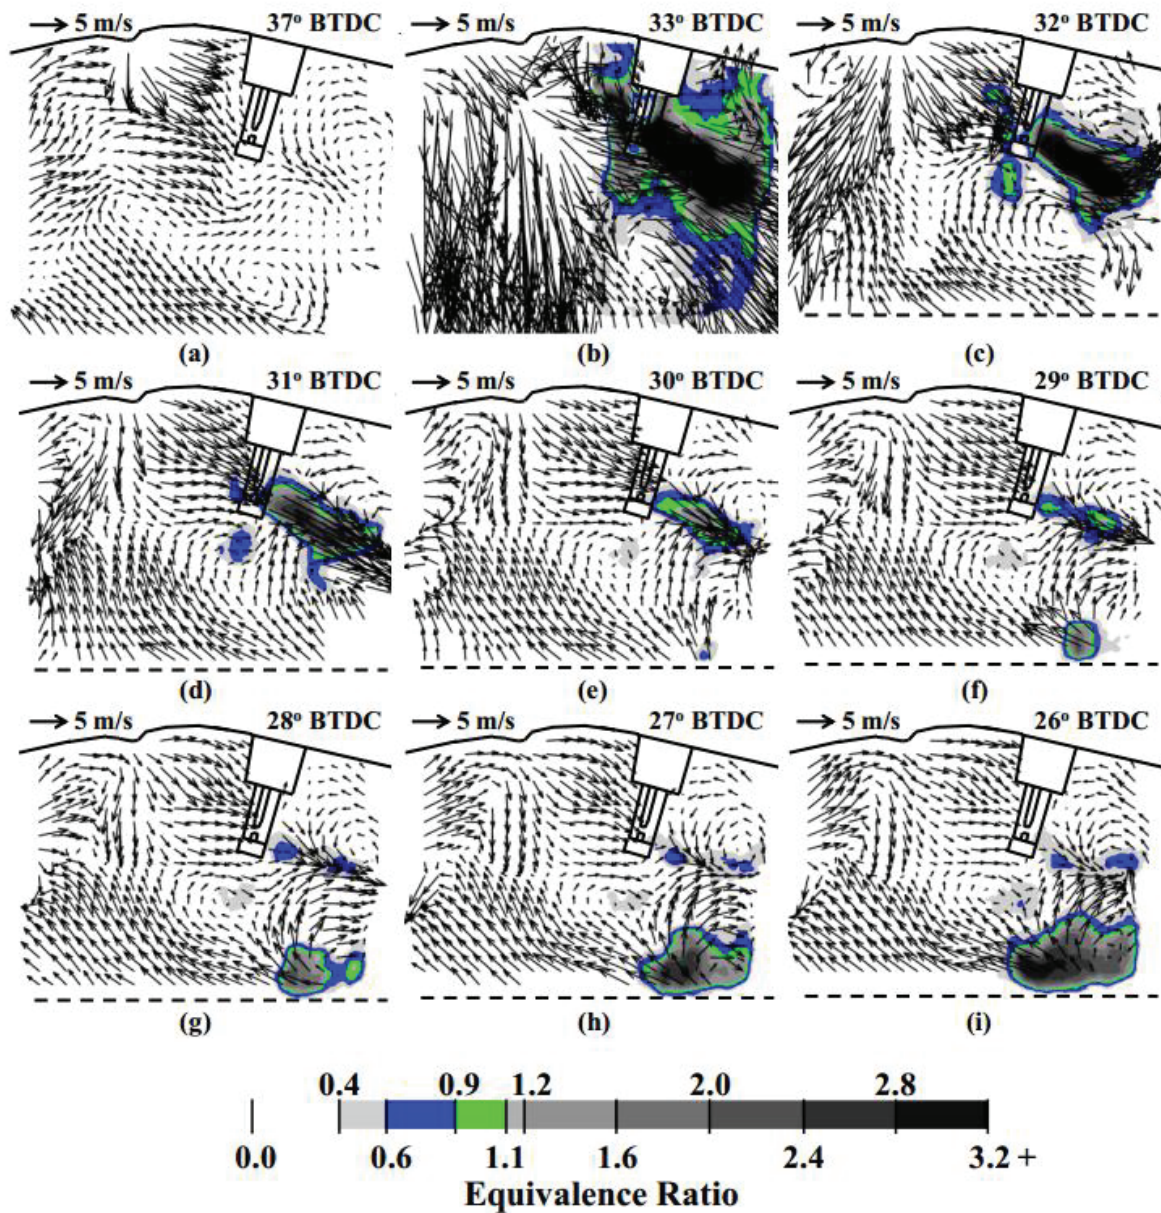 5 m/s 37° BTDC 5 m/s 33° BTDC 5 m/s 32° BTDC
(a) (b) (c)
5 m/s 31° BTDC 5 m/s 30° BTDC 5 m/s 29° BTDC
(d) (e) (f)
5 m/s 28° BTDC 5 m/s 27° BTDC 5 m/s 26° BTDC
(g) (h) (i)
0.4 0.9 1.2 2.0 2.8
0.0 0.6 1.1 1.6 2.4 3.2 +
Equivalence Ratio